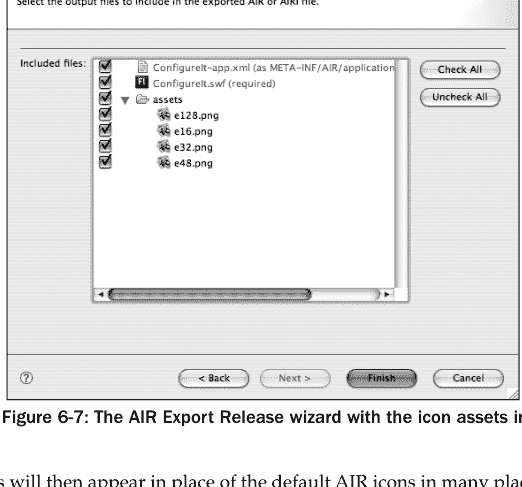 Select the output files to include in the exported AIR or AIRI file.
Included files:
ConfigureIt-app.xml (as META-INF/AIR/application
Check All
Fl ConfigureIt.swf (required)
Uncheck All
assets
e128.png
e16.png
e32.png
e48.png
?
< Back
Next >
Finish
Cancel
Figure 6-7: The AIR Export Release wizard with the icon assets in
s will then appear in place of the default AIR icons in many plac